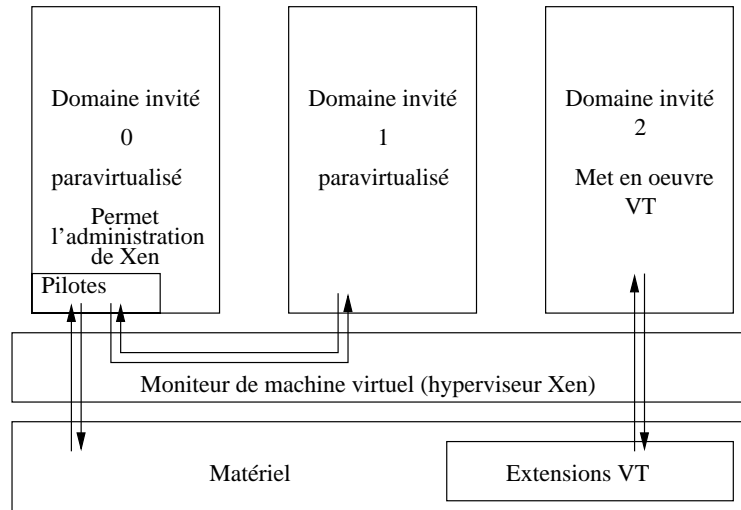 Domaine invité
0
paravirtualisé
Permet
l'administration
de Xen
Pilotes
Domaine invité
1
paravirtualisé
Domaine invité
2
Met en oeuvre
VT
Moniteur de machine virtuel (hyperviseur Xen)
Matériel
Extensions VT